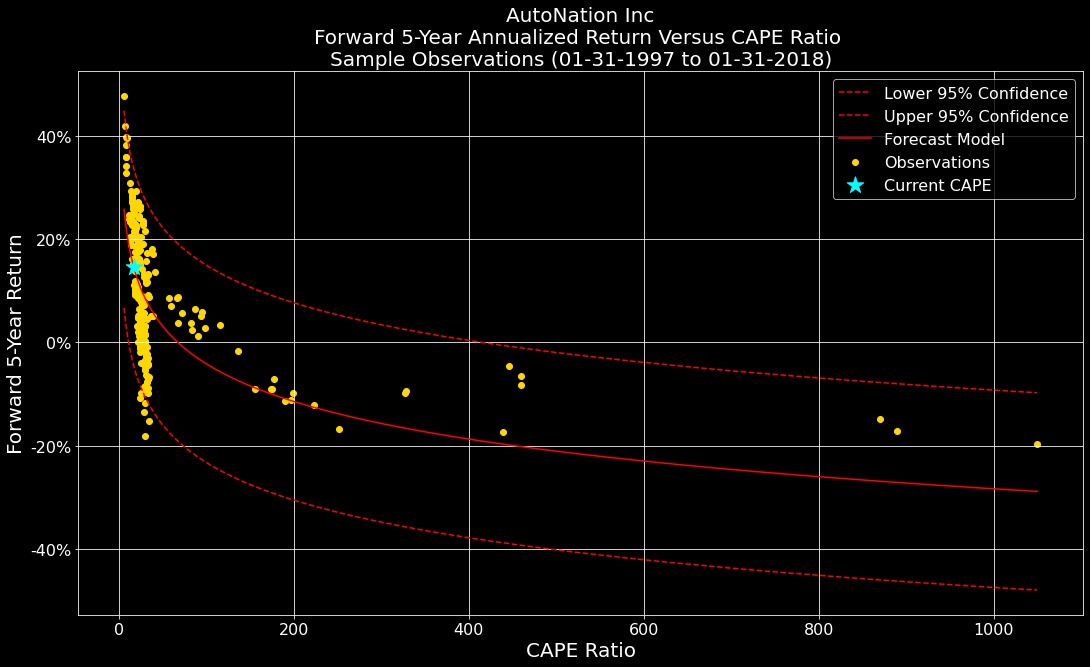 AutoNation Inc
Forward 5-Year Annualized Return Versus CAPE Ratio
Sample Observations (01-31-1997 to 01-31-2018)
Lower 95% Confidence
Upper 95% Confidence
Forecast Model
Observations
Current CAPE
Forward 5-Year Return
40%
20%
0%
-20%
-40%
0 200 400 600 800 1000
CAPE Ratio